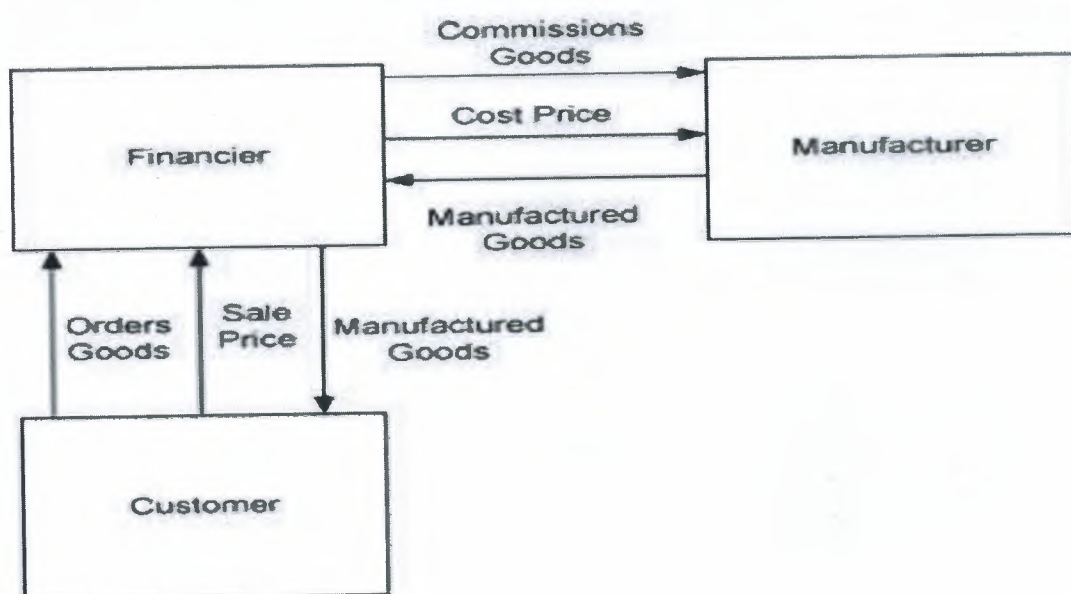 Commissions
Goods
Financier
Cost Price
Manufacturer
Manufactured
Goods
Orders
Goods
Sale
Price
Manufactured
Goods
Customer